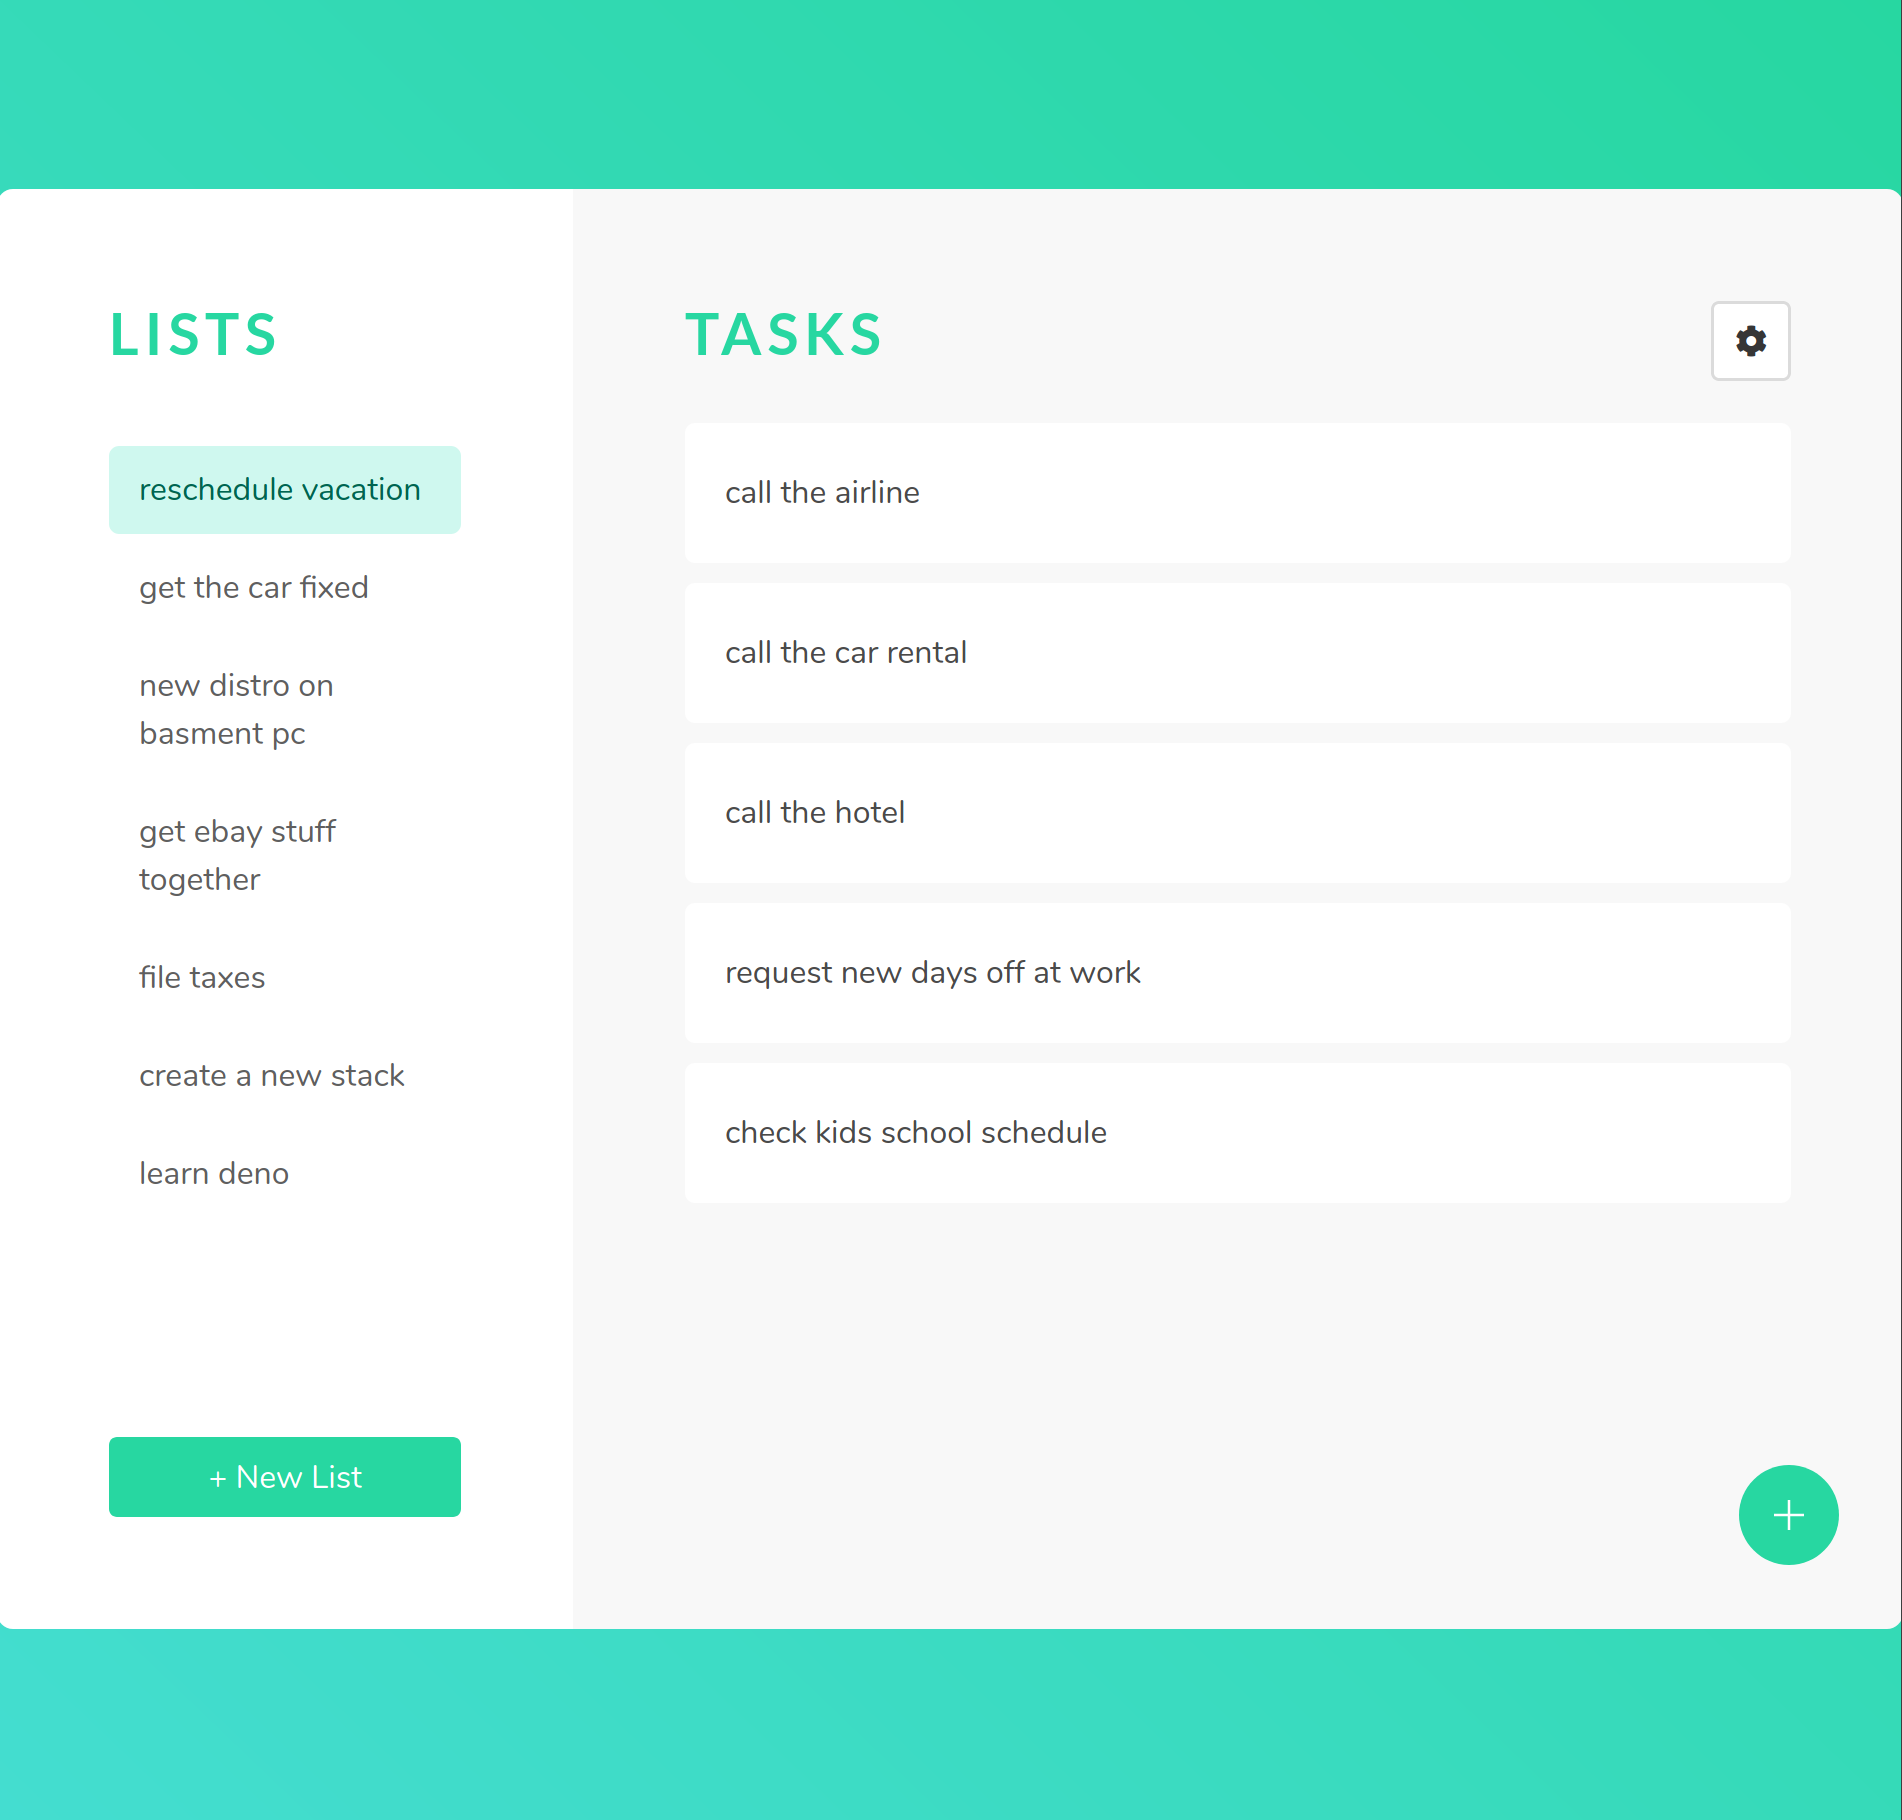 LISTS
reschedule vacation
get the car fixed
new distro on
basment pc
get ebay stuff
together
file taxes
create a new stack
learn deno
+ New List
TASKS
call the airline
call the car rental
call the hotel
request new days off at work
check kids school schedule
+